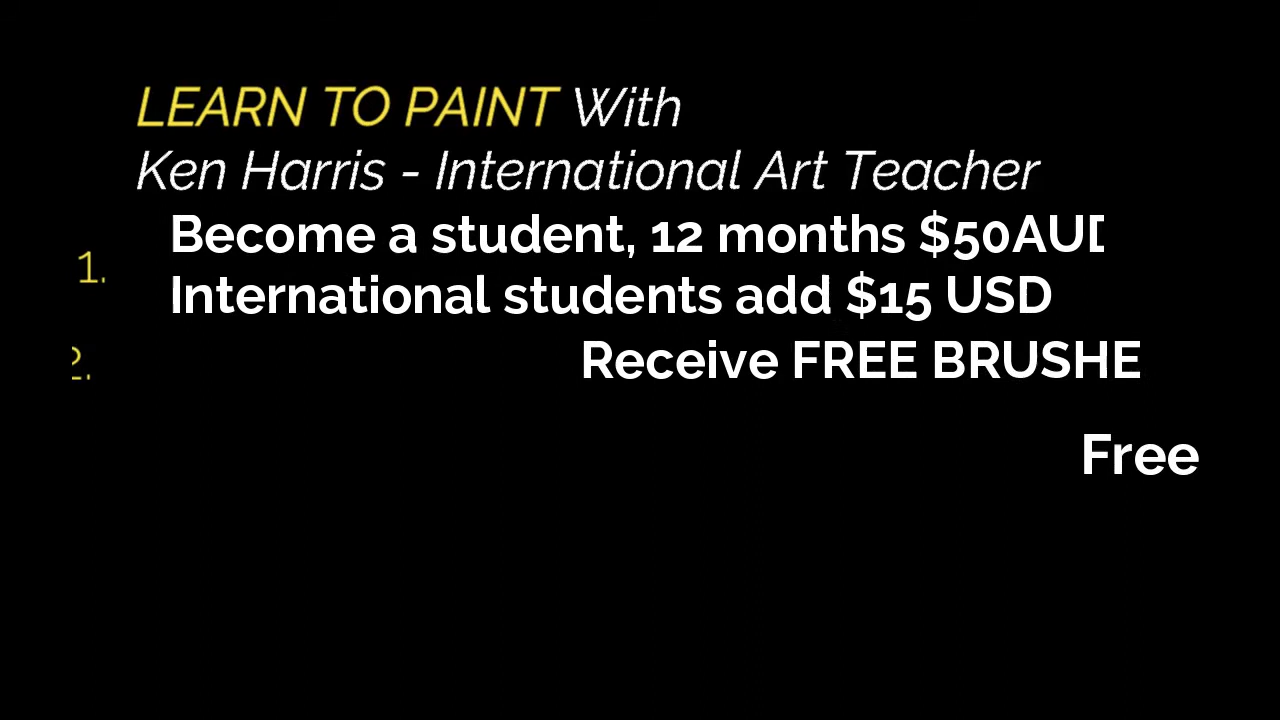 LEARN TO PAINT With
Ken Harris - International Art Teacher
1. Become a student, 12 months $50AUD
International students add $15 USD
2. Receive FREE BRUSHE
Free